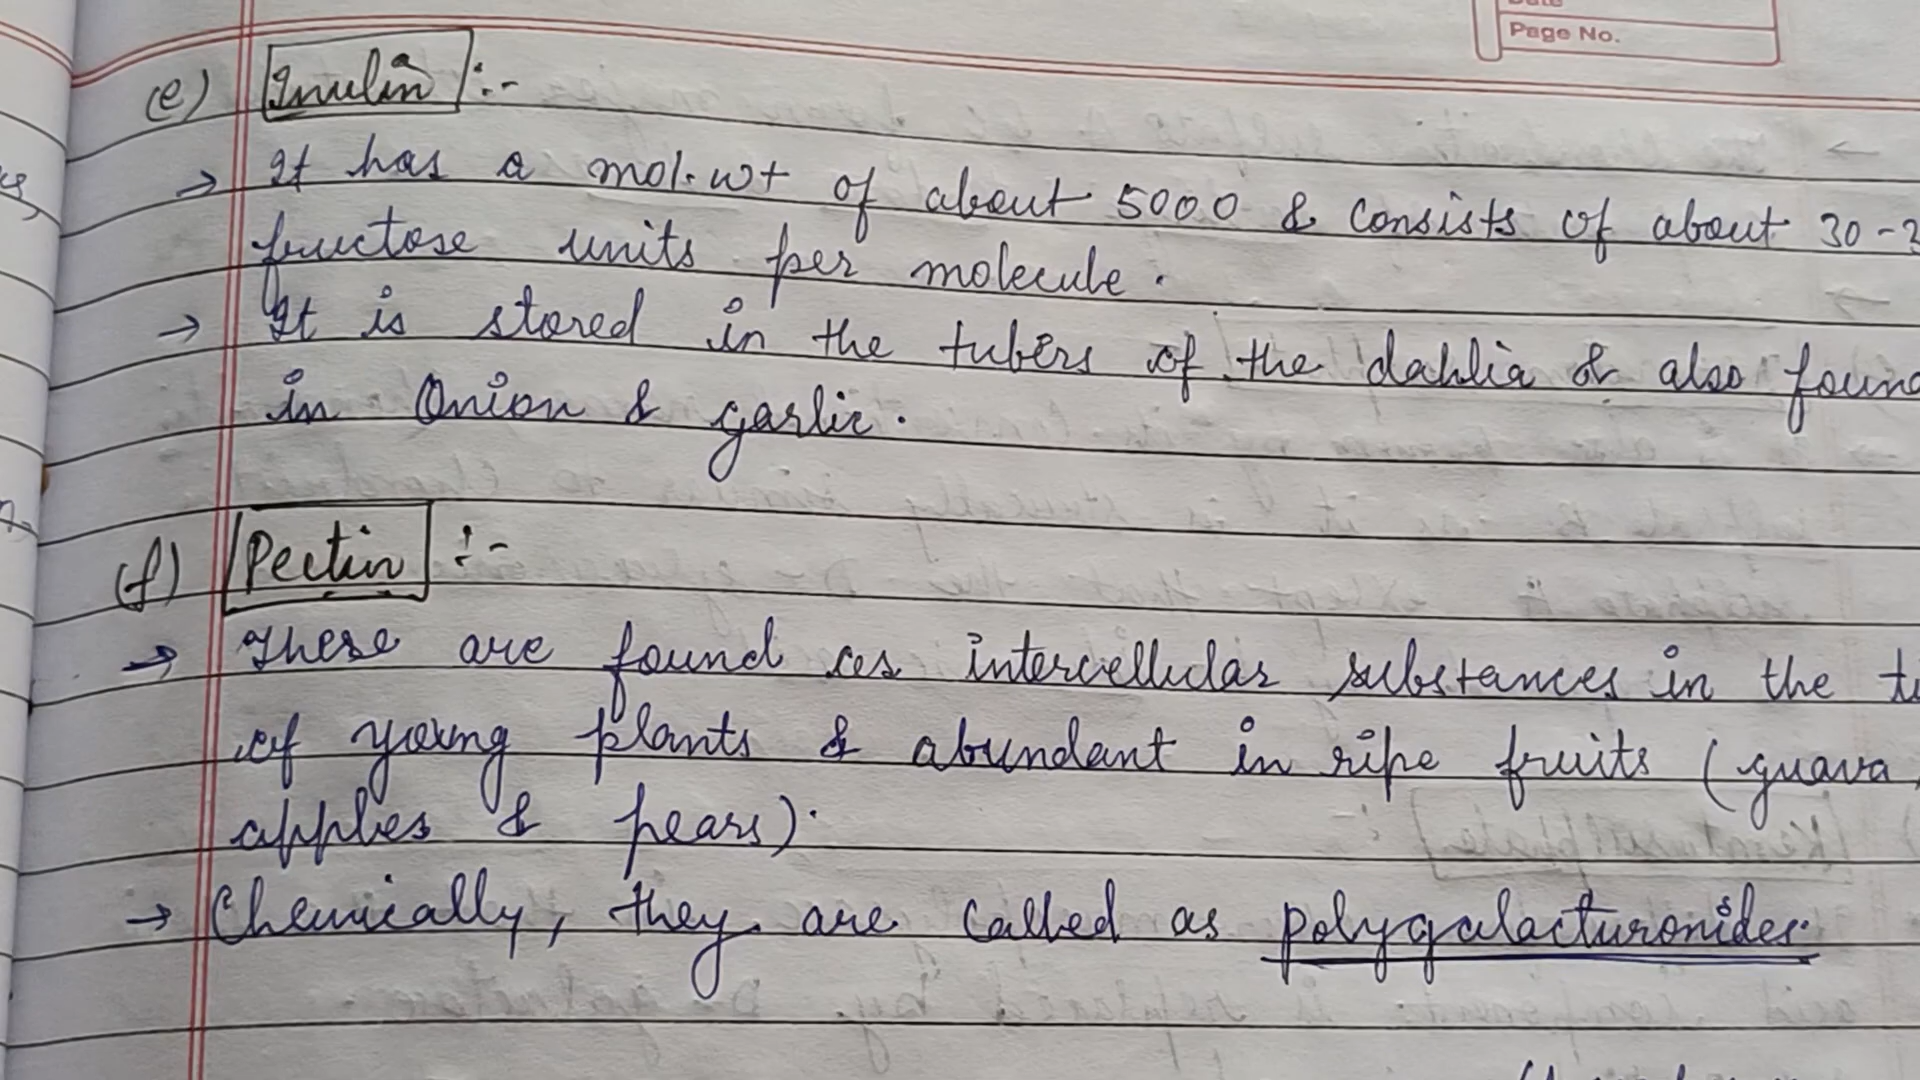 Page No.
(e) Inulin :-
→ It has a mol. wt of about 5000 & consists of about 30-3
fructose units per molecule.
→ It is stored in the tubers of the dahlia & also found
in Onion & garlic.
(f) Pectin :-
→ These are found as intercellular substances in the
of young plants & abundant in ripe fruits (guava,
apples & pears).
→ Chemically, they are called as polygalacturonides.